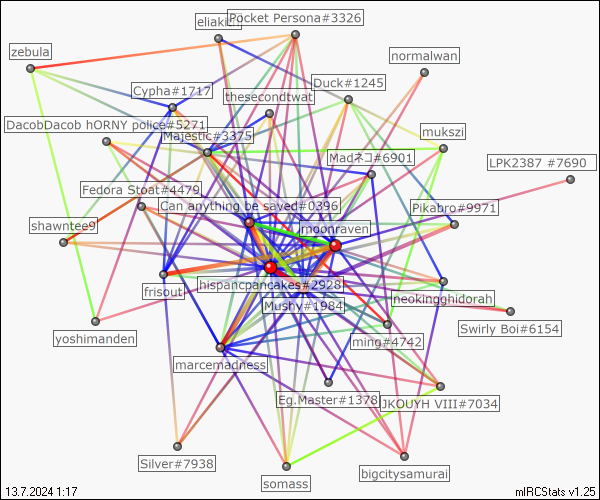 eliaki
Pocket Persona#3326
zebula
normalwan
Duck#1245
Cypha#1717
thesecondtwat
DacobDacob hORNY police#5271
Majestic#3375
mukszi
Madネコ#6901
LPK2387 #7690
Fedora Stoat#4479
Can anything be saved#0396
Pikabro#9971
shawntee9
moonraven
frisout
hispancpancakes#2928
neokingghidorah
Mushy#1984
Swirly Boi#6154
yoshimanden
ming#4742
marcemadness
Eg.Master#1378
JKOUYH VIII#7034
Silver#7938
somass
bigcitysamurai
13.7.2024 1:17
mIRCStats v1.25